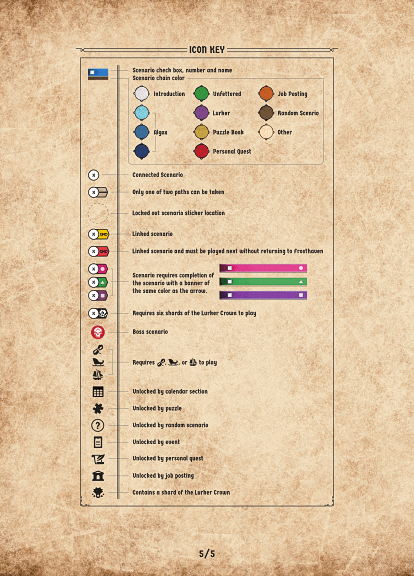 ICON KEY
Scenario check box, number and name
Scenario chain color
Introduction
Unfettered
Job Posting
Lurker
Random Scenario
Algox
Puzzle Book
Other
Personal Quest
Connected Scenario
Only one of two paths can be taken
Locked out scenario sticker location
Linked scenario
Linked scenario and must be played next without returning to Frosthaven
Scenario requires completion of
the scenario with a banner of
the same color as the arrow.
Requires six shards of the Lurker Crown to play
Boss scenario
Requires , , or to play
Unlocked by calendar section
Unlocked by puzzle
Unlocked by random scenario
Unlocked by event
Unlocked by personal quest
Unlocked by job posting
Contains a shard of the Lurker Crown
5/5